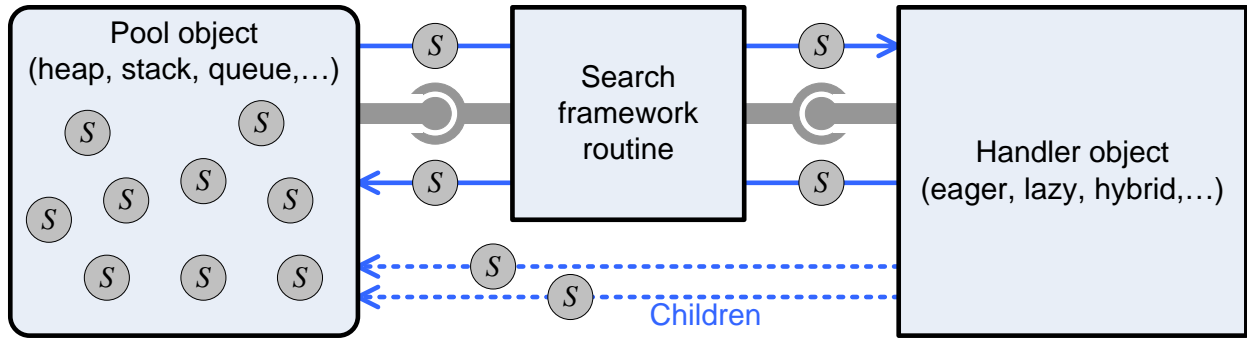 Pool object
(heap, stack, queue,…)
S
S
S
S
S
S
S
S
S
S
S
Search
framework
routine
S
S
Handler object
(eager, lazy, hybrid,…)
S
S
Children